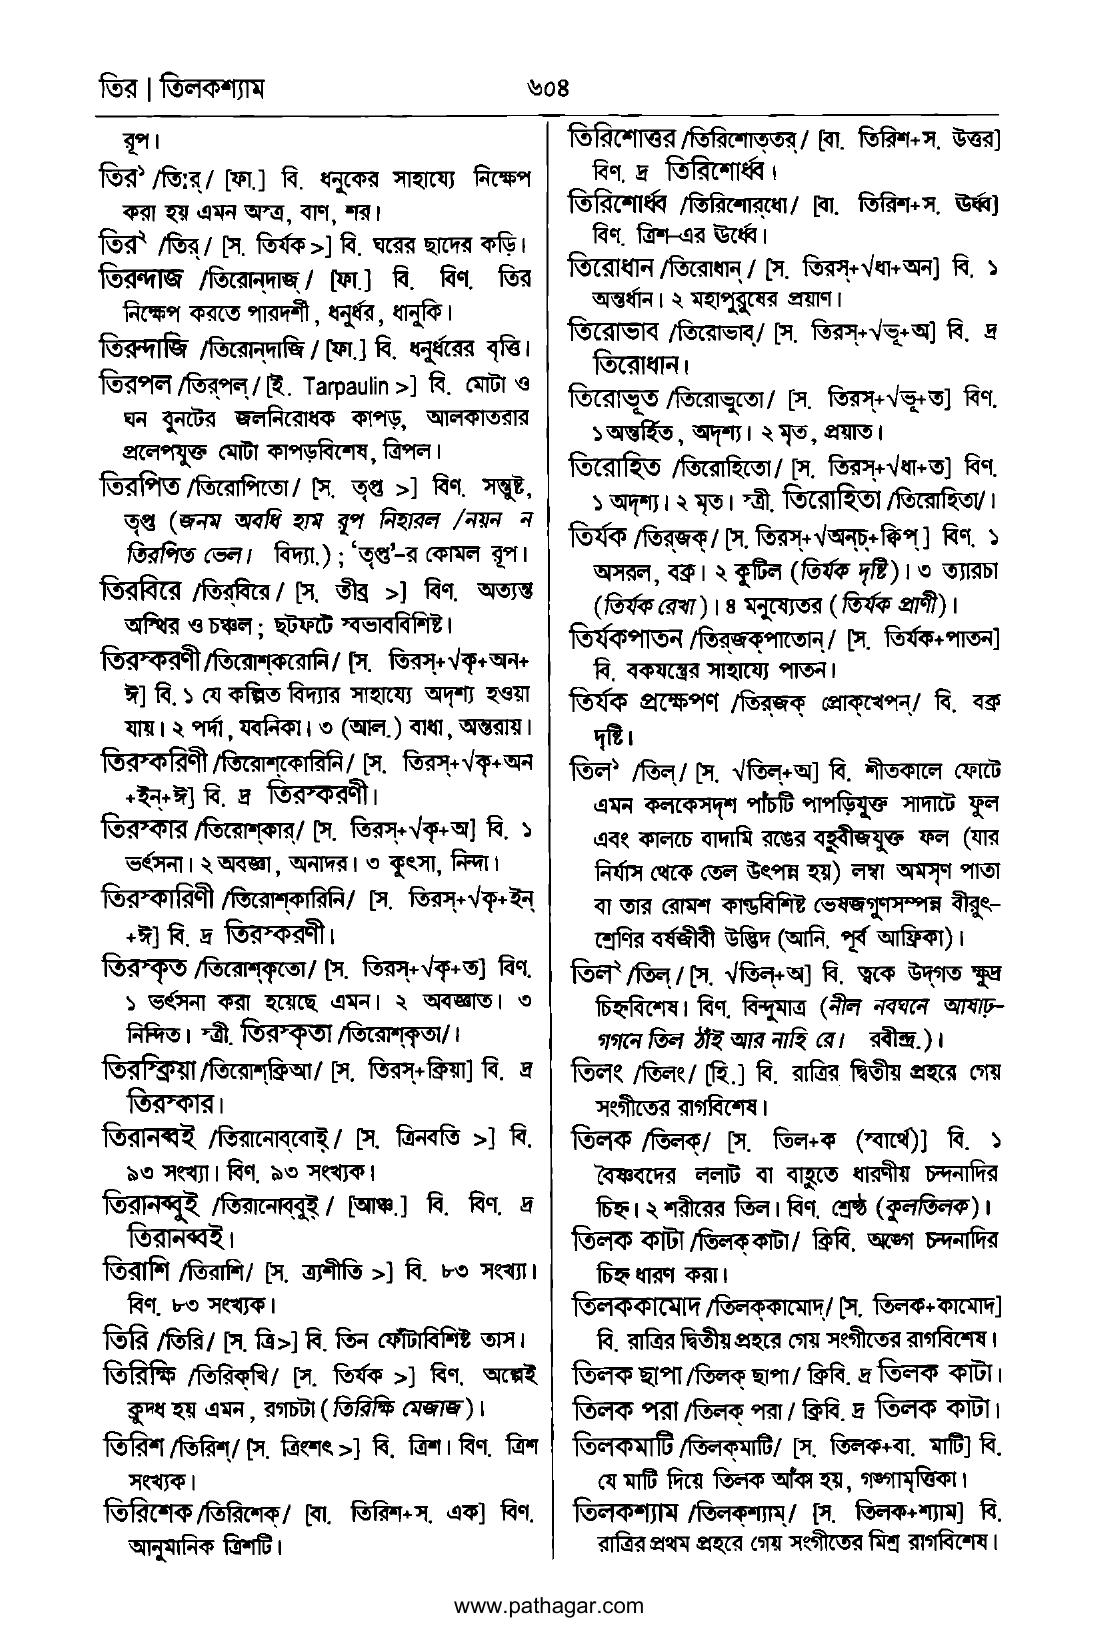 তির | তিলকশ্যাম
৬০৪
রূপ।
তির১ /তি:র্/ [ফা.] বি. ধনুকের সাহায্যে নিক্ষেপ
করা হয় এমন অস্ত্র, বাণ, শর।
তির২ /তির্/ [স. তির্যক >] বি. ঘরের ছাদের কড়ি।
তিরন্দাজ /তিরোন্‌দাজ্/ [ফা.] বি. বিণ. তির
নিক্ষেপ করতে পারদর্শী, ধনুর্ধর, ধানুকি।
তিরন্দাজি /তিরোন্‌দাজি/ [ফা.] বি. ধনুর্ধরের বৃত্তি।
তিরপল /তির্‌পল্/ [ই. Tarpaulin >] বি. মোটা ও
ঘন বুনটের জলনিরোধক কাপড়, আলকাতরার
প্রলেপযুক্ত মোটা কাপড়বিশেষ, ত্রিপল।
তিরপিত /তিরোপিতো/ [স. তৃপ্ত >] বিণ. সন্তুষ্ট,
তৃপ্ত (জনম অবধি হাম রূপ নিহারল /নয়ন ন
তিরপিত ভেল। বিদ্যা.) ; ‘তৃপ্ত’-র কোমল রূপ।
তিরবিরে /তির্‌বিরে/ [স. তীব্র >] বিণ. অত্যন্ত
অস্থির ও চঞ্চল; ছটফটে স্বভাববিশিষ্ট।
তিরস্করণী /তিরোশ্‌করোনি/ [স. তিরস্+√কৃ+অন+
ঈ] বি. ১ যে কল্পিত বিদ্যার সাহায্যে অদৃশ্য হওয়া
যায়। ২ পর্দা, যবনিকা। ৩ (আল.) বাধা, অন্তরায়।
তিরস্করিণী /তিরোশ্‌কোরিনি/ [স. তিরস্+√কৃ+অন
+ইন্+ঈ] বি. দ্র তিরস্করণী।
তিরস্কার /তিরোশ্‌কার্/ [স. তিরস্+√কৃ+অ] বি. ১
ভর্ৎসনা। ২ অবজ্ঞা, অনাদর। ৩ কুৎসা, নিন্দা।
তিরস্কারিণী /তিরোশ্‌কারিনি/ [স. তিরস্+√কৃ+ইন্
+ঈ] বি. দ্র তিরস্করণী।
তিরস্কৃত /তিরোশ্‌কৃতো/ [স. তিরস্+√কৃ+ত] বিণ.
১ ভর্ৎসনা করা হয়েছে এমন। ২ অবজ্ঞাত। ৩
নিন্দিত। স্ত্রী. তিরস্কৃতা /তিরোশ্‌কৃতা/।
তিরস্ক্রিয়া /তিরোশ্‌ক্রিআ/ [স. তিরস্+ক্রিয়া] বি. দ্র
তিরস্কার।
তিরানব্বই /তিরানোব্‌বোই্/ [স. ত্রিনবতি >] বি.
৯৩ সংখ্যা। বিণ. ৯৩ সংখ্যক।
তিরানব্বুই /তিরানোব্‌বুই্/ [আঞ্চ.] বি. বিণ. দ্র
তিরানব্বই।
তিরাশি /তিরাশি/ [স. ত্র্যশীতি >] বি. ৮৩ সংখ্যা।
বিণ. ৮৩ সংখ্যক।
তিরি /তিরি/ [স. ত্রি>] বি. তিন ফোঁটাবিশিষ্ট তাস।
তিরিক্ষি /তিরিক্‌খি/ [স. তির্যক >] বিণ. অল্পেই
ক্রুদ্ধ হয় এমন, রগচটা (তিরিক্ষি মেজাজ)।
তিরিশ /তিরিশ্/ [স. ত্রিংশৎ >] বি. ত্রিশ। বিণ. ত্রিশ
সংখ্যক।
তিরিশেক /তিরিশেক্/ [বা. তিরিশ+স. এক] বিণ.
আনুমানিক ত্রিশটি।
তিরিশোত্তর /তিরিশোত্‌তর্/ [বা. তিরিশ+স. উত্তর]
বিণ. দ্র তিরিশোর্ধ্ব।
তিরিশোর্ধ্ব /তিরিশোর্‌ধো/ [বা. তিরিশ+স. ঊর্ধ্ব]
বিণ. ত্রিশ-এর ঊর্ধ্বে।
তিরোধান /তিরোধান্/ [স. তিরস্+√ধা+অন] বি. ১
অন্তর্ধান। ২ মহাপুরুষের প্রয়াণ।
তিরোভাব /তিরোভাব্/ [স. তিরস্+√ভূ+অ] বি. দ্র
তিরোধান।
তিরোভূত /তিরোভুতো/ [স. তিরস্+√ভূ+ত] বিণ.
১ অন্তর্হিত, অদৃশ্য। ২ মৃত, প্রয়াত।
তিরোহিত /তিরোহিতো/ [স. তিরস্+√ধা+ত] বিণ.
১ অদৃশ্য। ২ মৃত। স্ত্রী. তিরোহিতা /তিরোহিতা/।
তির্যক /তির্‌জক্/ [স. তিরস্+√অন্‌চ্+ক্বিপ্] বিণ. ১
অসরল, বক্র। ২ কুটিল (তির্যক দৃষ্টি)। ৩ ত্যারচা
(তির্যক রেখা)। ৪ মনুষ্যেতর (তির্যক প্রাণী)।
তির্যকপাতন /তির্‌জক্‌পাতোন্/ [স. তির্যক+পাতন]
বি. বকযন্ত্রের সাহায্যে পাতন।
তির্যক প্রক্ষেপণ /তির্‌জক্ প্রোক্‌খেপন্/ বি. বক্র
দৃষ্টি।
তিল১ /তিল্/ [স. √তিল্+অ] বি. শীতকালে ফোটে
এমন কলকেসদৃশ পাঁচটি পাপড়িযুক্ত সাদাটে ফুল
এবং কালচে বাদামি রঙের বহুবীজযুক্ত ফল (যার
নির্যাস থেকে তেল উৎপন্ন হয়) লম্বা অমসৃণ পাতা
বা তার রোমশ কাণ্ডবিশিষ্ট ভেষজগুণসম্পন্ন বীরুৎ-
শ্রেণির বর্ষজীবী উদ্ভিদ (আনি. পূর্ব আফ্রিকা)।
তিল২ /তিল্/ [স. √তিল্+অ] বি. ত্বকে উদ্‌গত ক্ষুদ্র
চিহ্নবিশেষ। বিণ. বিন্দুমাত্র (নীল নবঘনে আষাঢ়-
গগনে তিল ঠাঁই আর নাহি রে। রবীন্দ্র.)।
তিলং /তিলং/ [হি.] বি. রাত্রির দ্বিতীয় প্রহরে গেয়
সংগীতের রাগবিশেষ।
তিলক /তিলক্/ [স. তিল+ক (স্বার্থে)] বি. ১
বৈষ্ণবদের ললাট বা বাহুতে ধারণীয় চন্দনাদির
চিহ্ন। ২ শরীরের তিল। বিণ. শ্রেষ্ঠ (কুলতিলক)।
তিলক কাটা /তিলক্ কাটা/ ক্রিবি. অঙ্গে চন্দনাদির
চিহ্ন ধারণ করা।
তিলককামোদ /তিলক্‌কামোদ্/ [স. তিলক+কামোদ]
বি. রাত্রির দ্বিতীয় প্রহরে গেয় সংগীতের রাগবিশেষ।
তিলক ছাপা /তিলক্ ছাপা/ ক্রিবি. দ্র তিলক কাটা।
তিলক পরা /তিলক্ পরা/ ক্রিবি. দ্র তিলক কাটা।
তিলকমাটি /তিলক্‌মাটি/ [স. তিলক+বা. মাটি] বি.
যে মাটি দিয়ে তিলক আঁকা হয়, গঙ্গামৃত্তিকা।
তিলকশ্যাম /তিলক্‌শ্যাম্/ [স. তিলক+শ্যাম] বি.
রাত্রির প্রথম প্রহরে গেয় সংগীতের মিশ্র রাগবিশেষ।
www.pathagar.com